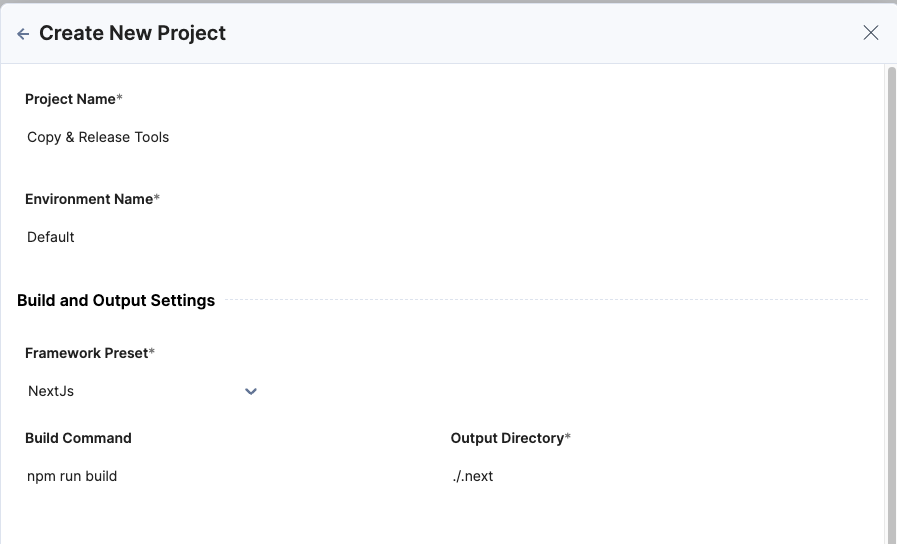 Create New Project
Project Name*
Copy & Release Tools
Environment Name*
Default
Build and Output Settings
Framework Preset*
NextJs
Build Command
Output Directory*
npm run build
./.next